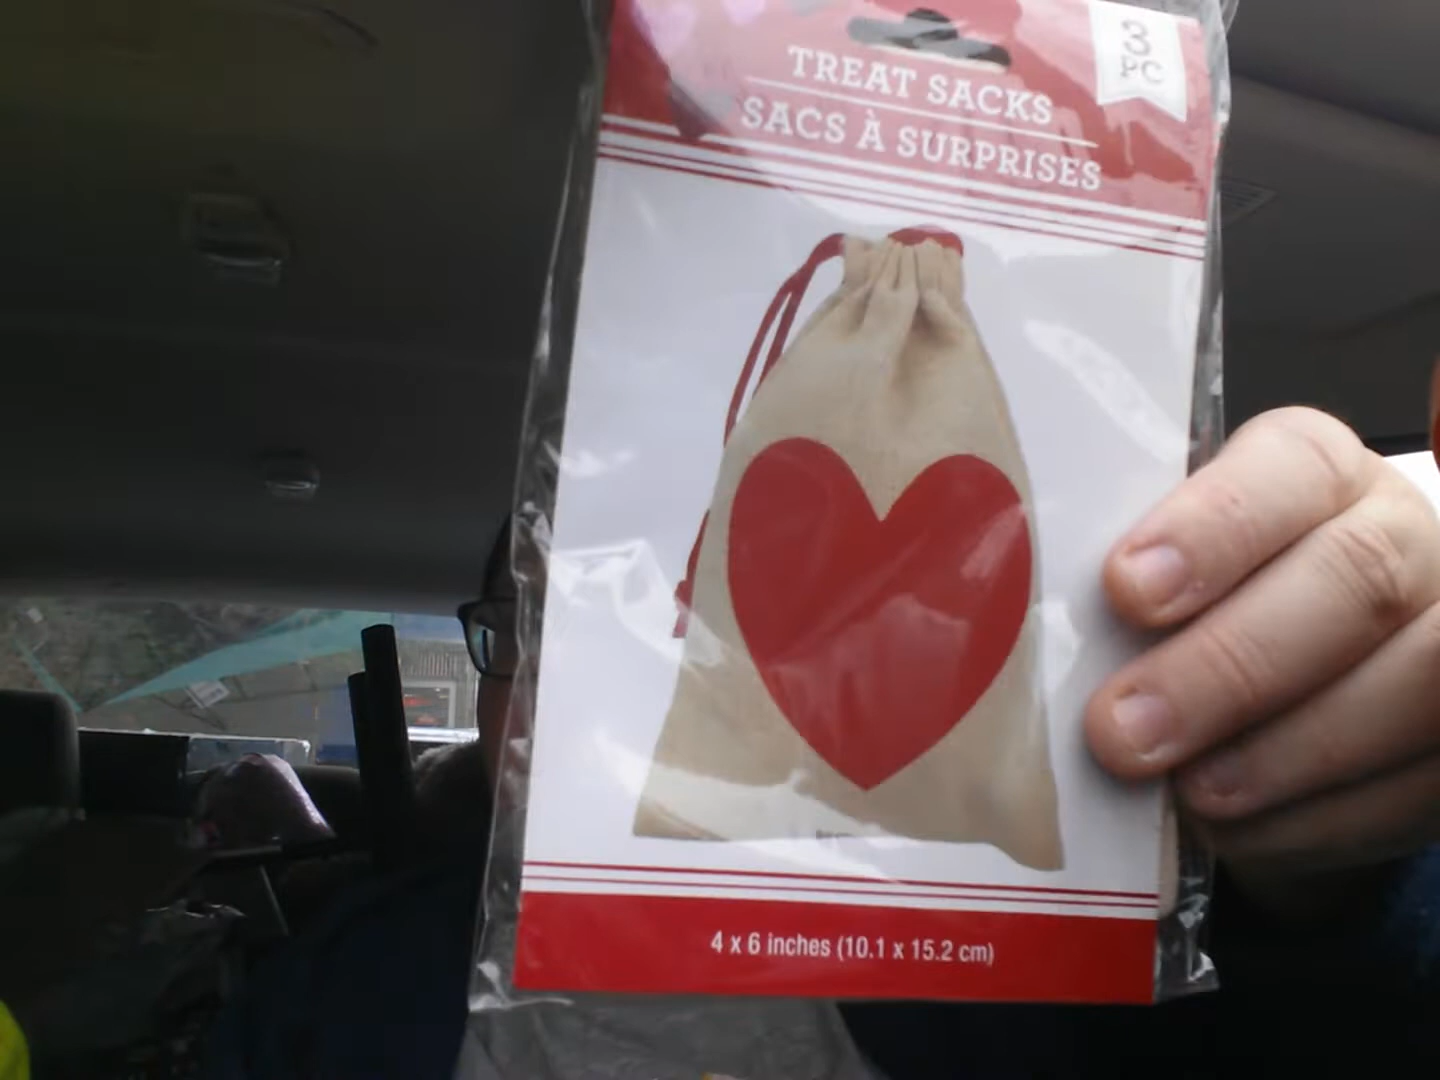 3
PC
TREAT SACKS
SACS À SURPRISES
4 x 6 inches (10.1 x 15.2 cm)